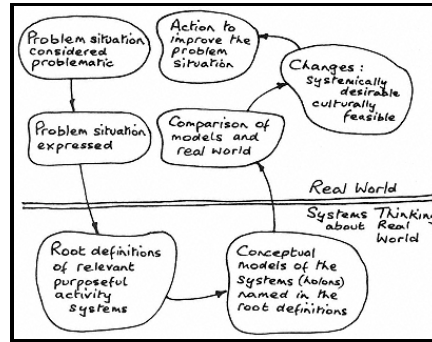 Problem situation
considered
problematic
Action to
improve the
problem
situation
Changes:
systemically
desirable
culturally
feasible
Problem situation
expressed
Comparison of
models and
real world
Real World
Systems Thinking
about Real
World
Root definitions
of relevant
purposeful
activity
systems
Conceptual
models of the
systems (holons)
named in the
root definitions